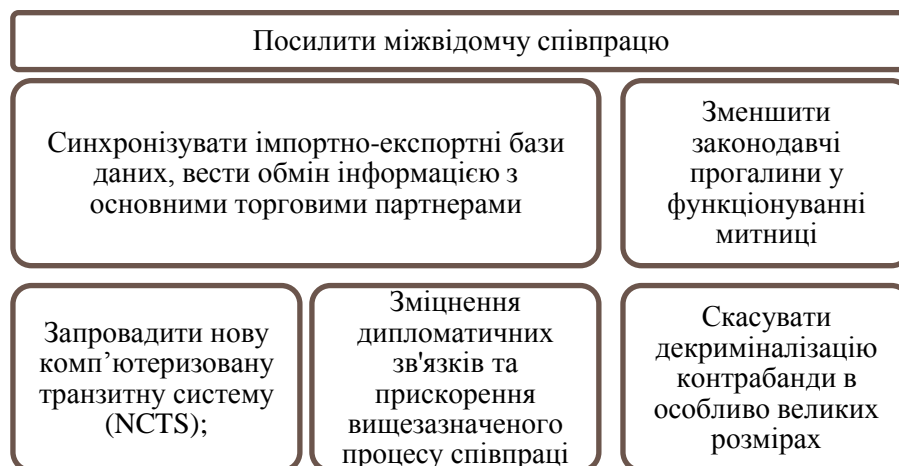 Посилити міжвідомчу співпрацю
Синхронізувати імпортно-експортні бази
даних, вести обмін інформацією з
основними торговими партнерами
Зменшити
законодавчі
прогалини у
функціонуванні
митниці
Запровадити нову
комп’ютеризовану
транзитну систему
(NCTS);
Зміцнення
дипломатичних
зв'язків та
прискорення
вищезазначеного
процесу співпраці
Скасувати
декриміналізацію
контрабанди в
особливо великих
розмірах